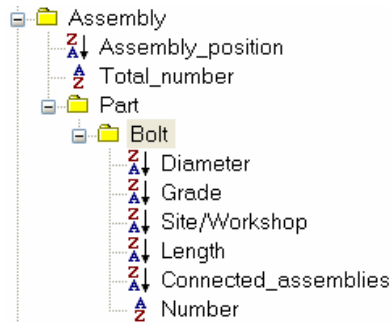 Assembly
Assembly_position
Total_number
Part
Bolt
Diameter
Grade
Site/Workshop
Length
Connected_assemblies
Number